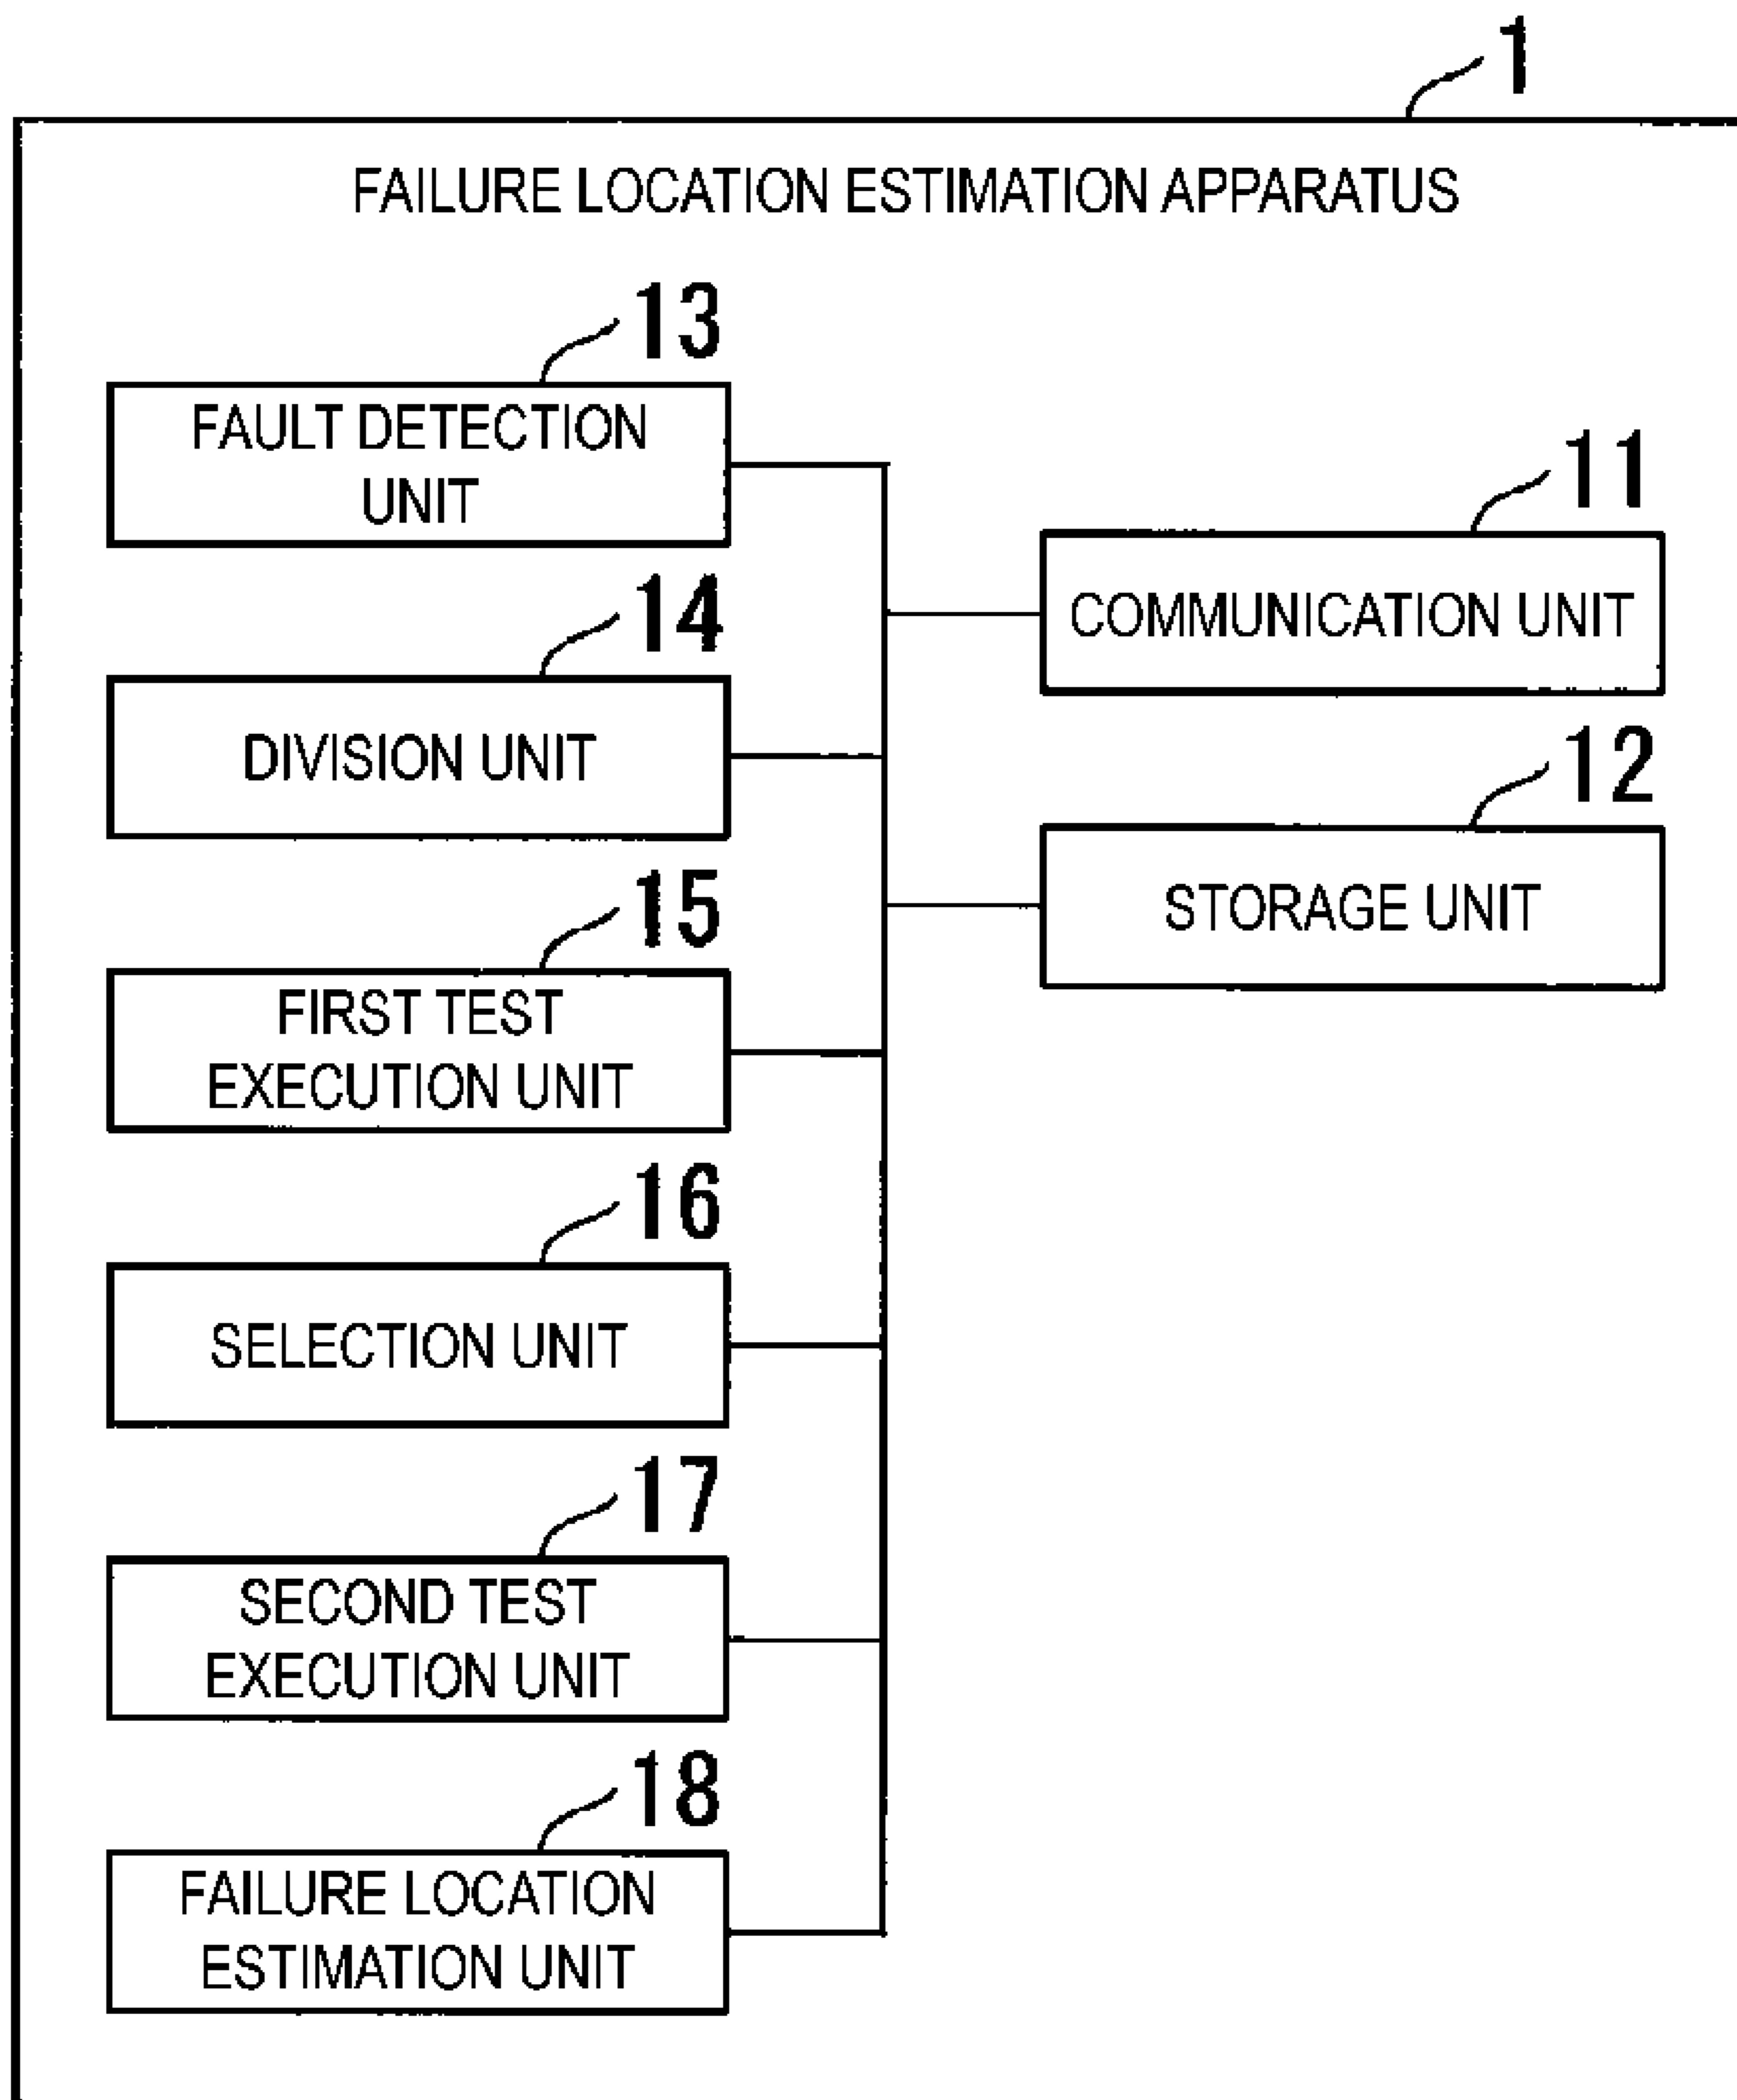 1
FAILURE LOCATION ESTIMATION APPARATUS
13
FAULT DETECTION
UNIT
11
COMMUNICATION UNIT
14
DIVISION UNIT
12
STORAGE UNIT
15
FIRST TEST
EXECUTION UNIT
16
SELECTION UNIT
17
SECOND TEST
EXECUTION UNIT
18
FAILURE LOCATION
ESTIMATION UNIT